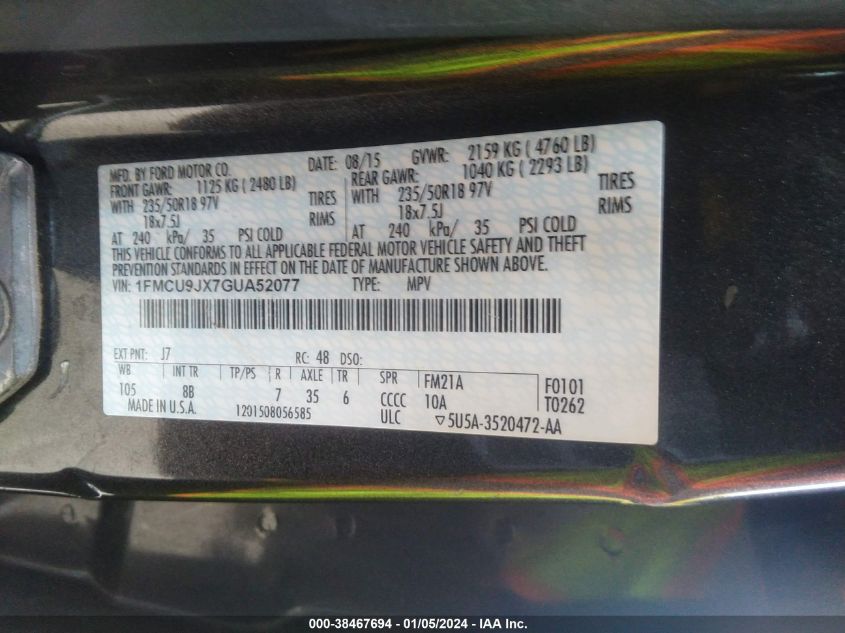 MFD. BY FORD MOTOR CO. DATE: 08/15 GVWR: 2159 KG ( 4760 LB)
FRONT GAWR: 1125 KG ( 2480 LB) REAR GAWR: 1040 KG ( 2293 LB)
WITH 235/50R18 97V TIRES WITH 235/50R18 97V TIRES
18x7.5J RIMS 18x7.5J RIMS
AT 240 kPa/ 35 PSI COLD AT 240 kPa/ 35 PSI COLD
THIS VEHICLE CONFORMS TO ALL APPLICABLE FEDERAL MOTOR VEHICLE SAFETY AND THEFT
PREVENTION STANDARDS IN EFFECT ON THE DATE OF MANUFACTURE SHOWN ABOVE.
VIN: 1FMCU9JX7GUA52077 TYPE: MPV
EXT PNT: J7 RC: 48 DSO:
WB INT TR TP/PS R AXLE TR SPR FM21A F0101
105 8B 7 35 6 CCCC 10A T0262
MADE IN U.S.A. 1201508056585 ULC ▽5U5A-3520472-AA
000-38467694 - 01/05/2024 - IAA Inc.